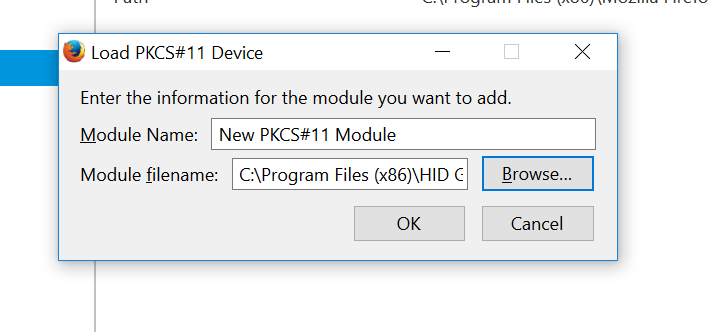 C:\Program Files (x86)\Mozilla Firefo
Load PKCS#11 Device
Enter the information for the module you want to add.
Module Name: New PKCS#11 Module
Module filename: C:\Program Files (x86)\HID G Browse...
OK Cancel